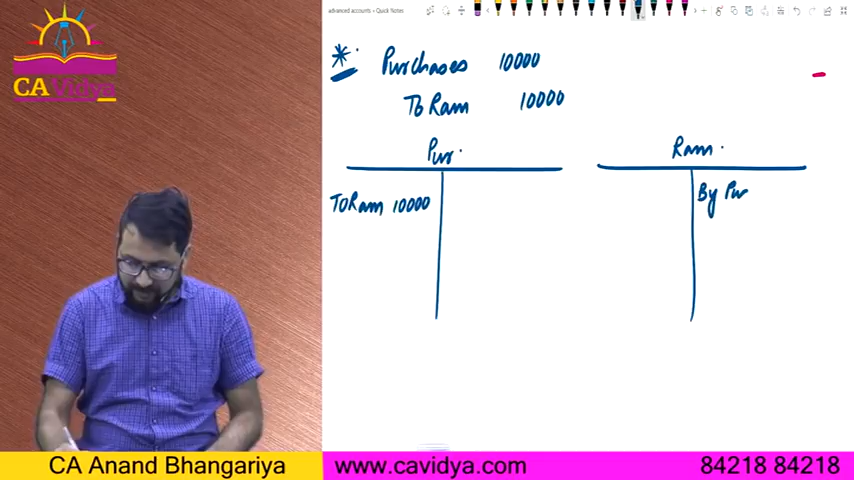 advanced accounts » Quick Notes
CA Vidya
Purchases 10000
To Ram 10000
Pur.
Ram.
To Ram 10000
By Pur
CA Anand Bhangariya
www.cavidya.com
84218 84218